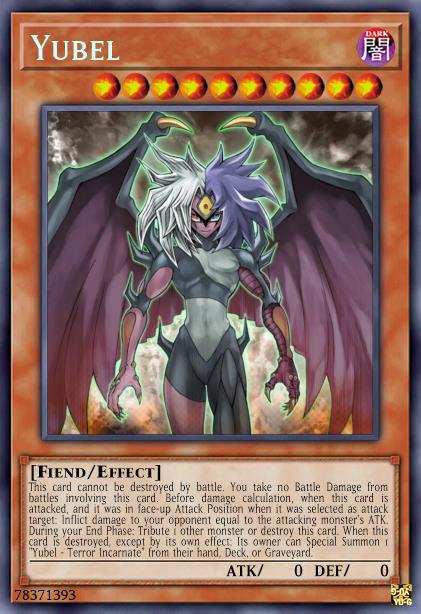 YUBEL
DARK
闇
[FIEND/EFFECT]
This card cannot be destroyed by battle. You take no Battle Damage from
battles involving this card. Before damage calculation, when this card is
attacked, and it was in face-up Attack Position when it was selected as attack
target: Inflict damage to your opponent equal to the attacking monster's ATK.
During your End Phase: Tribute 1 other monster or destroy this card. When this
card is destroyed, except by its own effect: Its owner can Special Summon 1
"Yubel - Terror Incarnate" from their hand, Deck, or Graveyard.
ATK/ 0 DEF/ 0
78371393